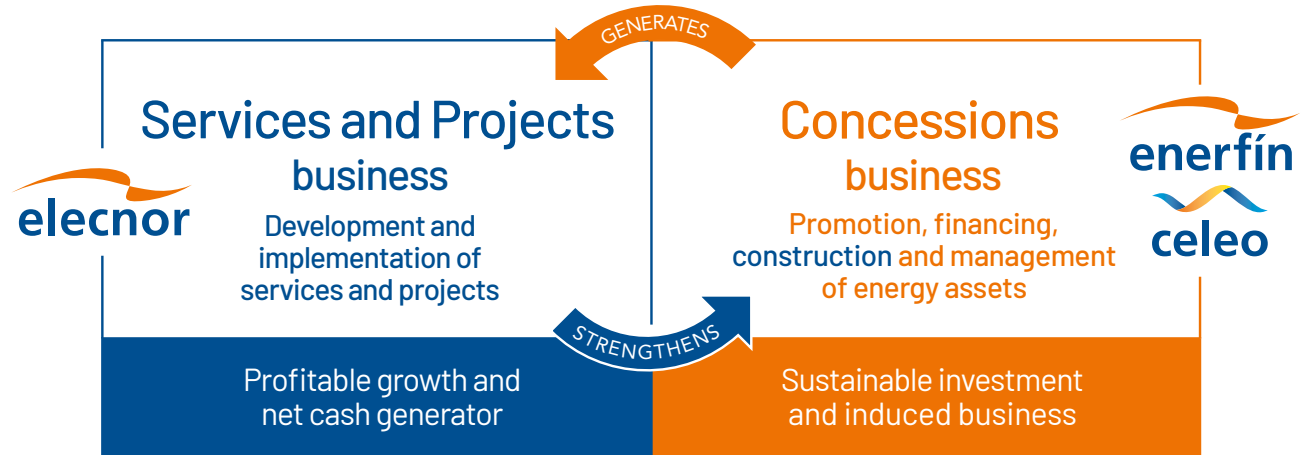 GENERATES
Services and Projects
business
Development and
implementation of
services and projects
elecnor
Concessions
business
Promotion, financing,
construction and management
of energy assets
enerfín
celeo
STRENGTHENS
Profitable growth and
net cash generator
Sustainable investment
and induced business